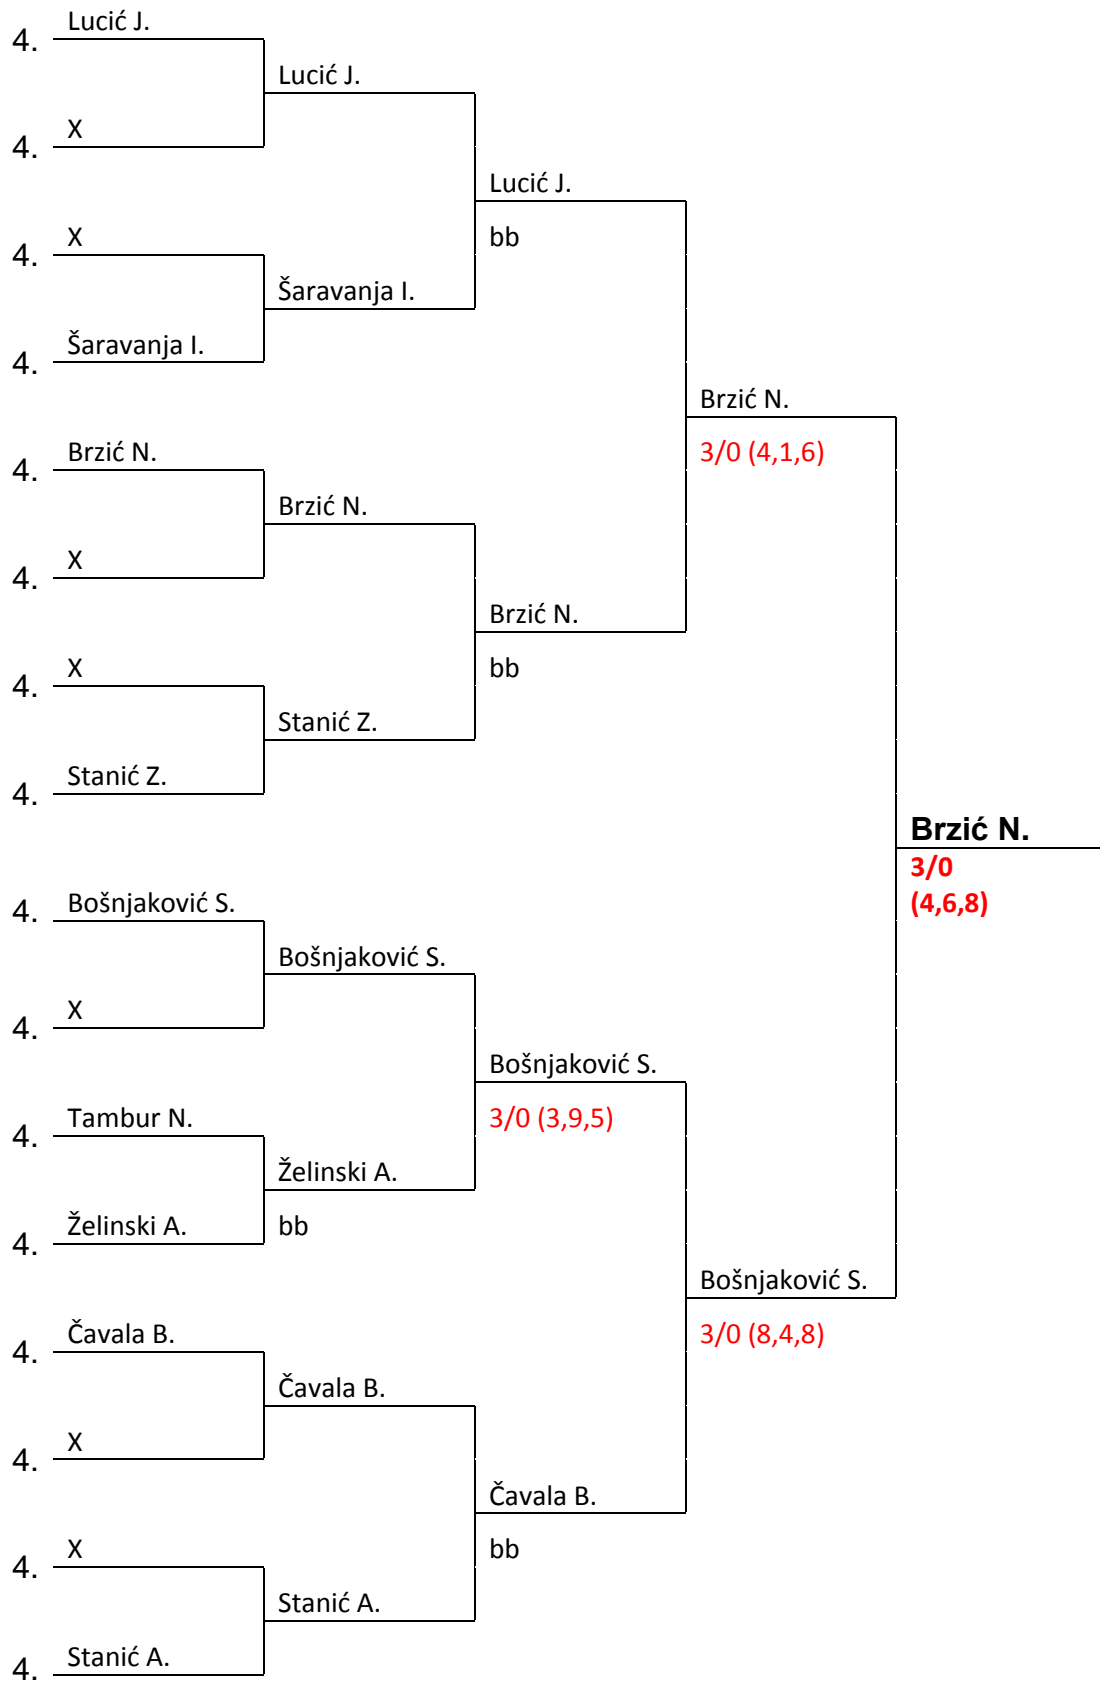 Lucić J.
4.
Lucić J.
X
4.
Lucić J.
X
bb
4.
Šaravanja I.
Šaravanja I.
4.
Brzić N.
Brzić N.
3/0 (4,1,6)
4.
Brzić N.
X
4.
Brzić N.
X
bb
4.
Stanić Z.
Stanić Z.
4.
Brzić N.
3/0
(4,6,8)
Bošnjaković S.
4.
Bošnjaković S.
X
4.
Bošnjaković S.
Tambur N.
3/0 (3,9,5)
4.
Želinski A.
Želinski A.
bb
4.
Bošnjaković S.
Čavala B.
3/0 (8,4,8)
4.
Čavala B.
X
4.
Čavala B.
X
bb
4.
Stanić A.
Stanić A.
4.